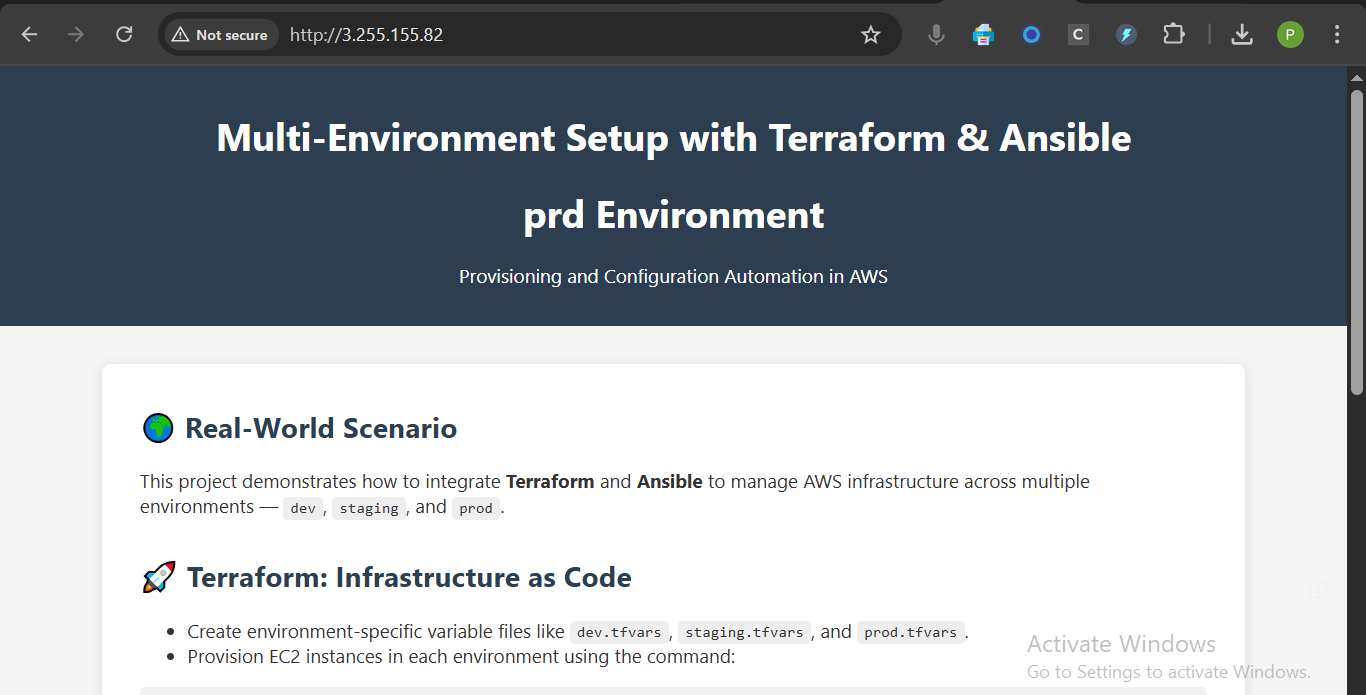 Not secure
http://3.255.155.82
C
P
Multi-Environment Setup with Terraform & Ansible
prd Environment
Provisioning and Configuration Automation in AWS
Real-World Scenario
This project demonstrates how to integrate Terraform and Ansible to manage AWS infrastructure across multiple
environments — dev, staging, and prod.
Terraform: Infrastructure as Code
• Create environment-specific variable files like dev.tfvars, staging.tfvars, and prod.tfvars.
• Provision EC2 instances in each environment using the command:
Activate Windows
Go to Settings to activate Windows.